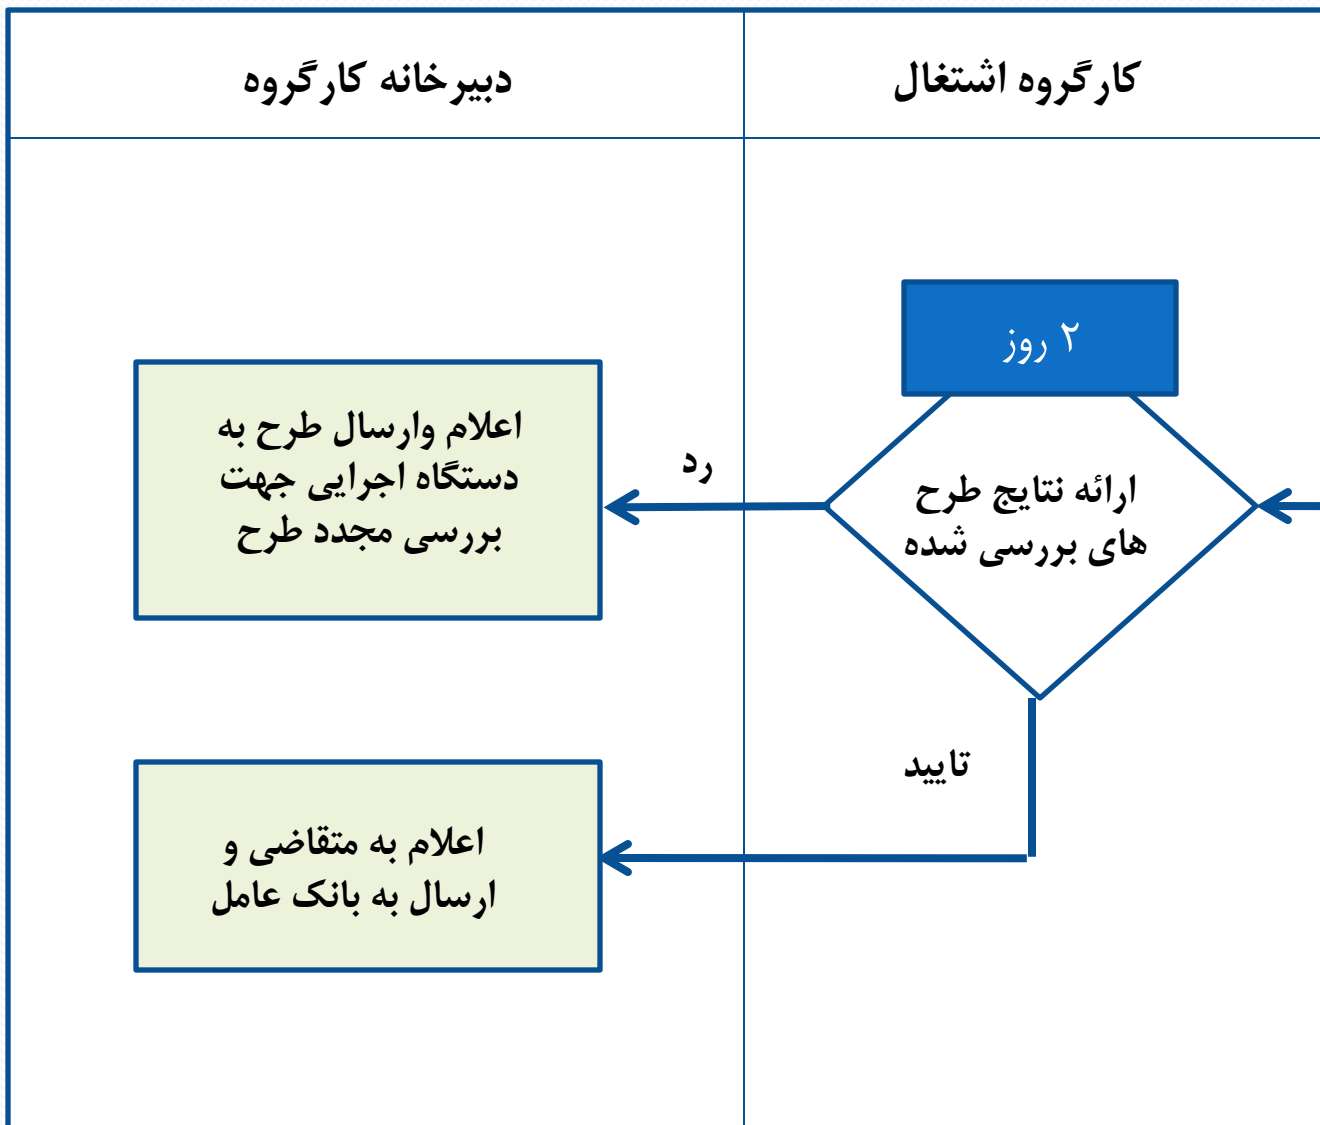 کارگروه اشتغال
دبیرخانه کارگروه
۲ روز
ارائه نتایج طرح
های بررسی شده
رد
اعلام وارسال طرح به
دستگاه اجرایی جهت
بررسی مجدد طرح
تایید
اعلام به متقاضی و
ارسال به بانک عامل